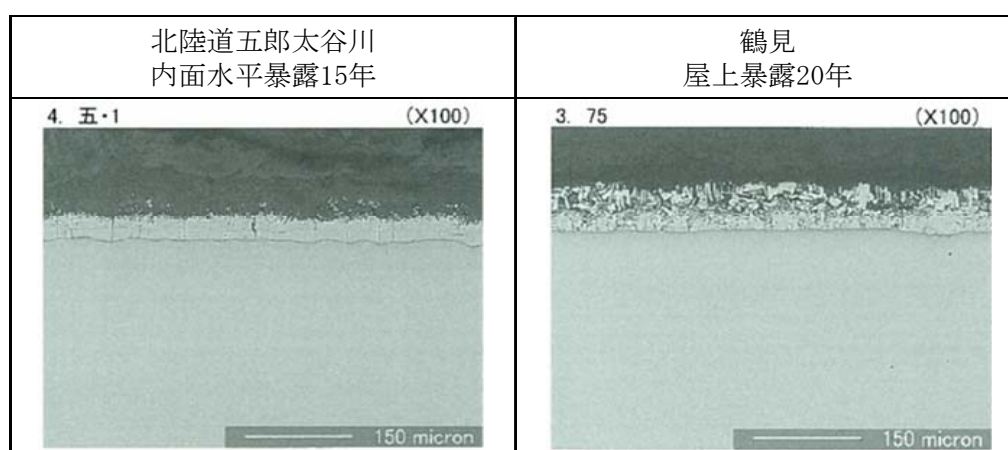 北陸道五郎太谷川
内面水平暴露15年
鶴見
屋上暴露20年
4. 五・1 (X100)
3. 75 (X100)
150 micron
150 micron